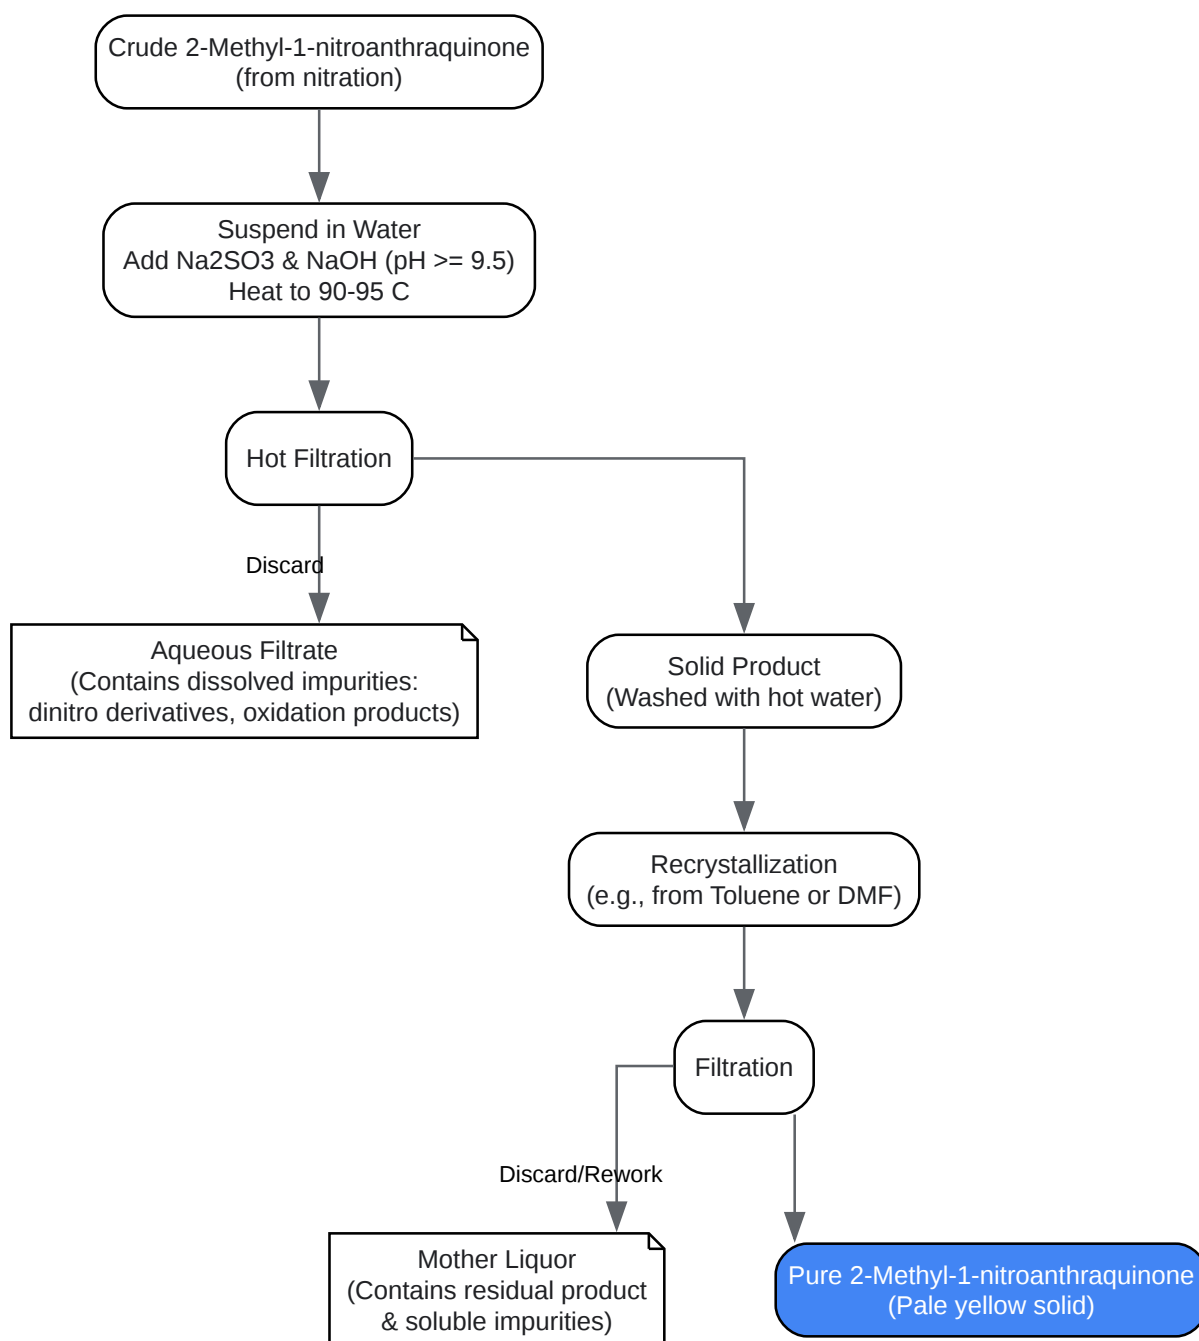 Crude 2-Methyl-1-nitroanthraquinone
(from nitration)
Suspend in Water
Add Na2SO3 & NaOH (pH >= 9.5)
Heat to 90-95 C
Hot Filtration
Discard
Aqueous Filtrate
(Contains dissolved impurities:
dinitro derivatives, oxidation products)
Solid Product
(Washed with hot water)
Recrystallization
(e.g., from Toluene or DMF)
Filtration
Discard/Rework
Mother Liquor
(Contains residual product
& soluble impurities)
Pure 2-Methyl-1-nitroanthraquinone
(Pale yellow solid)